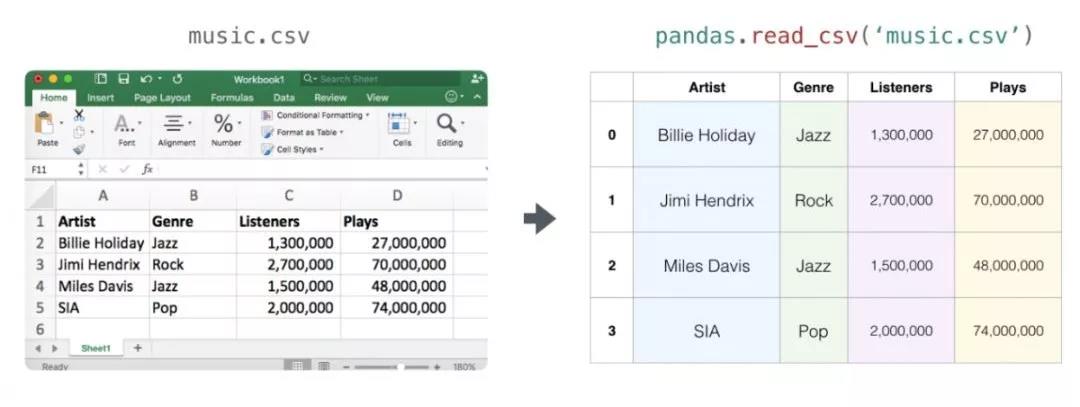 music.csv
pandas.read_csv(‘music.csv’)
Workbook1
Search Sheet
Home Insert Page Layout Formulas Data Review View
Paste
A..
Font
Alignment
%
Number
Conditional Formatting
Format as Table
Cell Styles
Cells
Editing
F11 fx
A B C D
1 Artist Genre Listeners Plays
2 Billie Holiday Jazz 1,300,000 27,000,000
3 Jimi Hendrix Rock 2,700,000 70,000,000
4 Miles Davis Jazz 1,500,000 48,000,000
5 SIA Pop 2,000,000 74,000,000
6
Sheet1 +
Ready
180%
Artist Genre Listeners Plays
0 Billie Holiday Jazz 1,300,000 27,000,000
1 Jimi Hendrix Rock 2,700,000 70,000,000
2 Miles Davis Jazz 1,500,000 48,000,000
3 SIA Pop 2,000,000 74,000,000